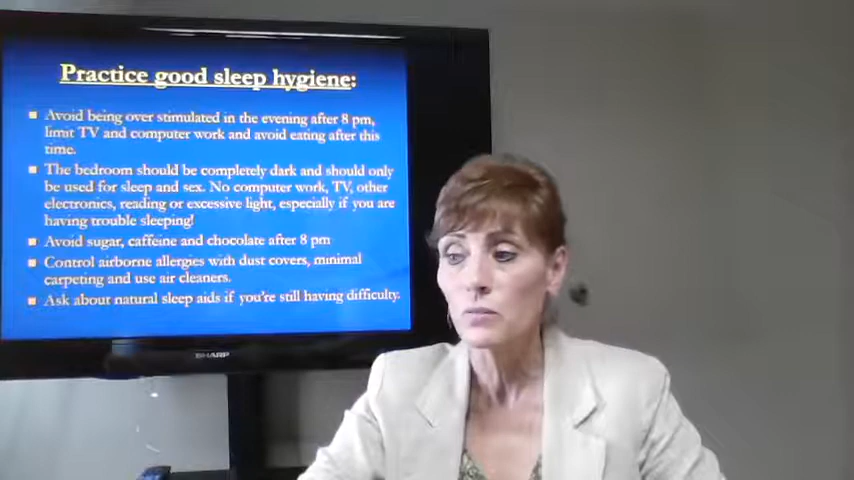 Practice good sleep hygiene:
Avoid being over stimulated in the evening after 8 pm,
limit TV and computer work and avoid eating after this
time.
The bedroom should be completely dark and should only
be used for sleep and sex. No computer work, TV, other
electronics, reading or excessive light, especially if you are
having trouble sleeping!
Avoid sugar, caffeine and chocolate after 8 pm
Control airborne allergies with dust covers, minimal
carpeting and use air cleaners.
Ask about natural sleep aids if you're still having difficulty.
SHARP